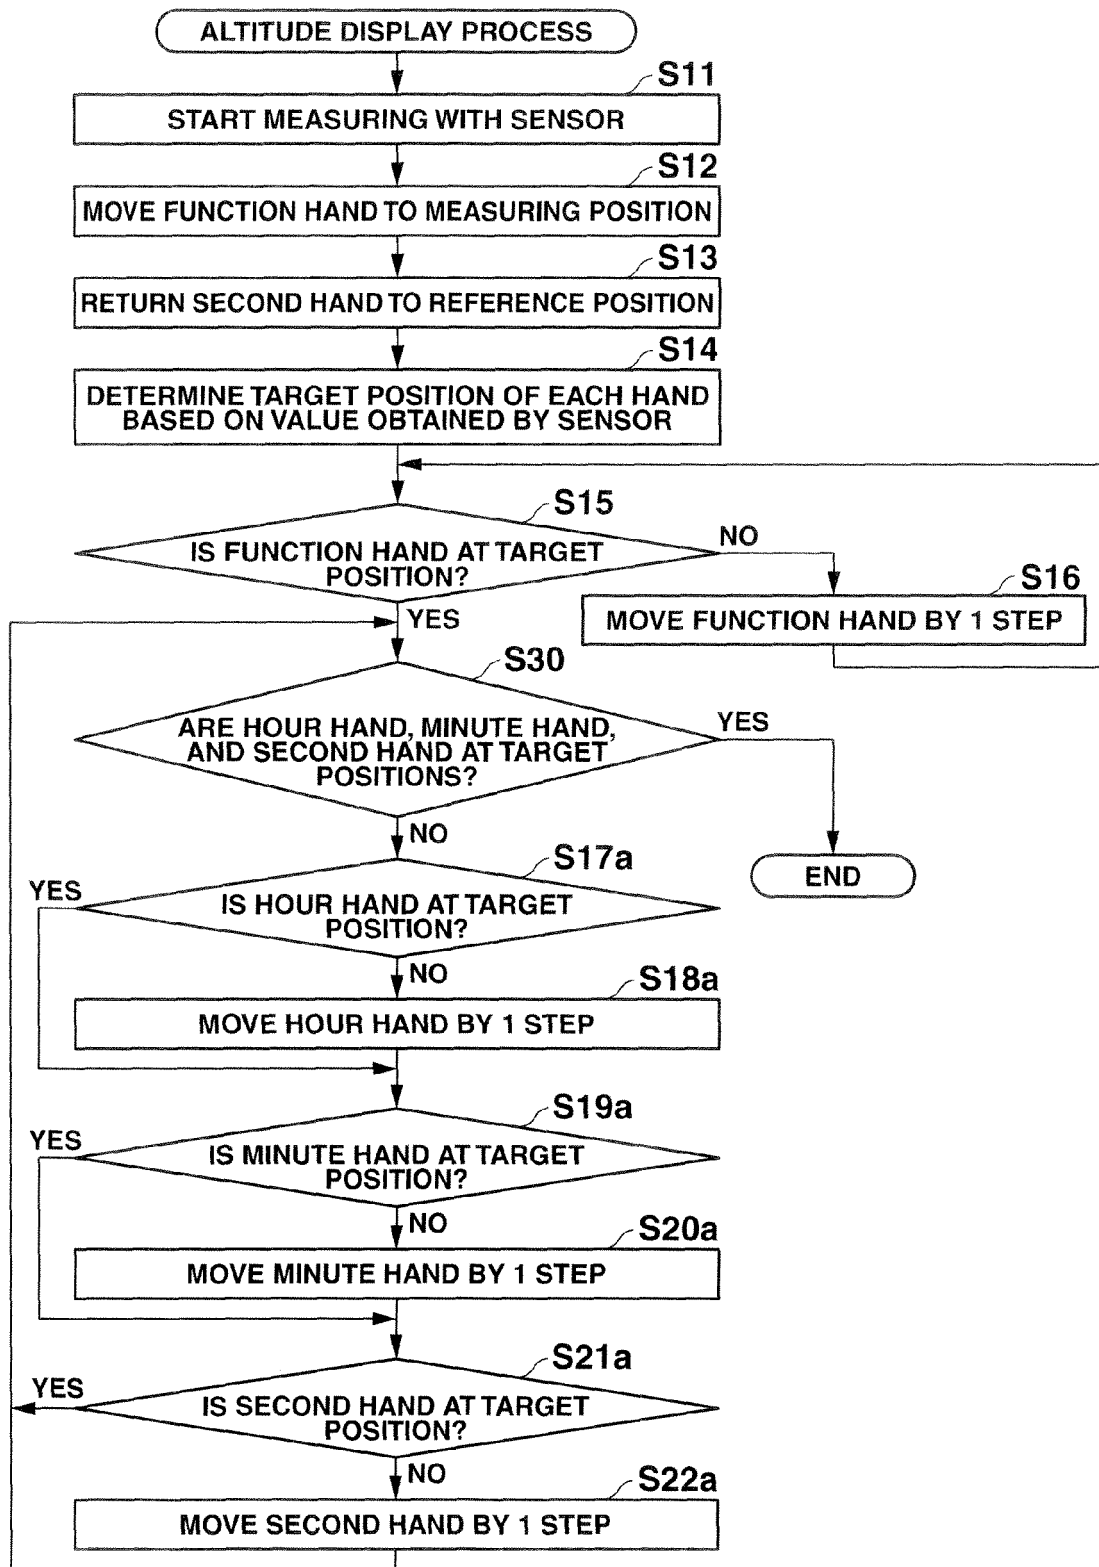 ALTITUDE DISPLAY PROCESS
S11
START MEASURING WITH SENSOR
S12
MOVE FUNCTION HAND TO MEASURING POSITION
S13
RETURN SECOND HAND TO REFERENCE POSITION
S14
DETERMINE TARGET POSITION OF EACH HAND
BASED ON VALUE OBTAINED BY SENSOR
S15
IS FUNCTION HAND AT TARGET
POSITION?
NO
S16
MOVE FUNCTION HAND BY 1 STEP
YES
S30
ARE HOUR HAND, MINUTE HAND,
AND SECOND HAND AT TARGET
POSITIONS?
YES
END
NO
S17a
YES
IS HOUR HAND AT TARGET
POSITION?
NO
S18a
MOVE HOUR HAND BY 1 STEP
S19a
YES
IS MINUTE HAND AT TARGET
POSITION?
NO
S20a
MOVE MINUTE HAND BY 1 STEP
S21a
YES
IS SECOND HAND AT TARGET
POSITION?
NO
S22a
MOVE SECOND HAND BY 1 STEP